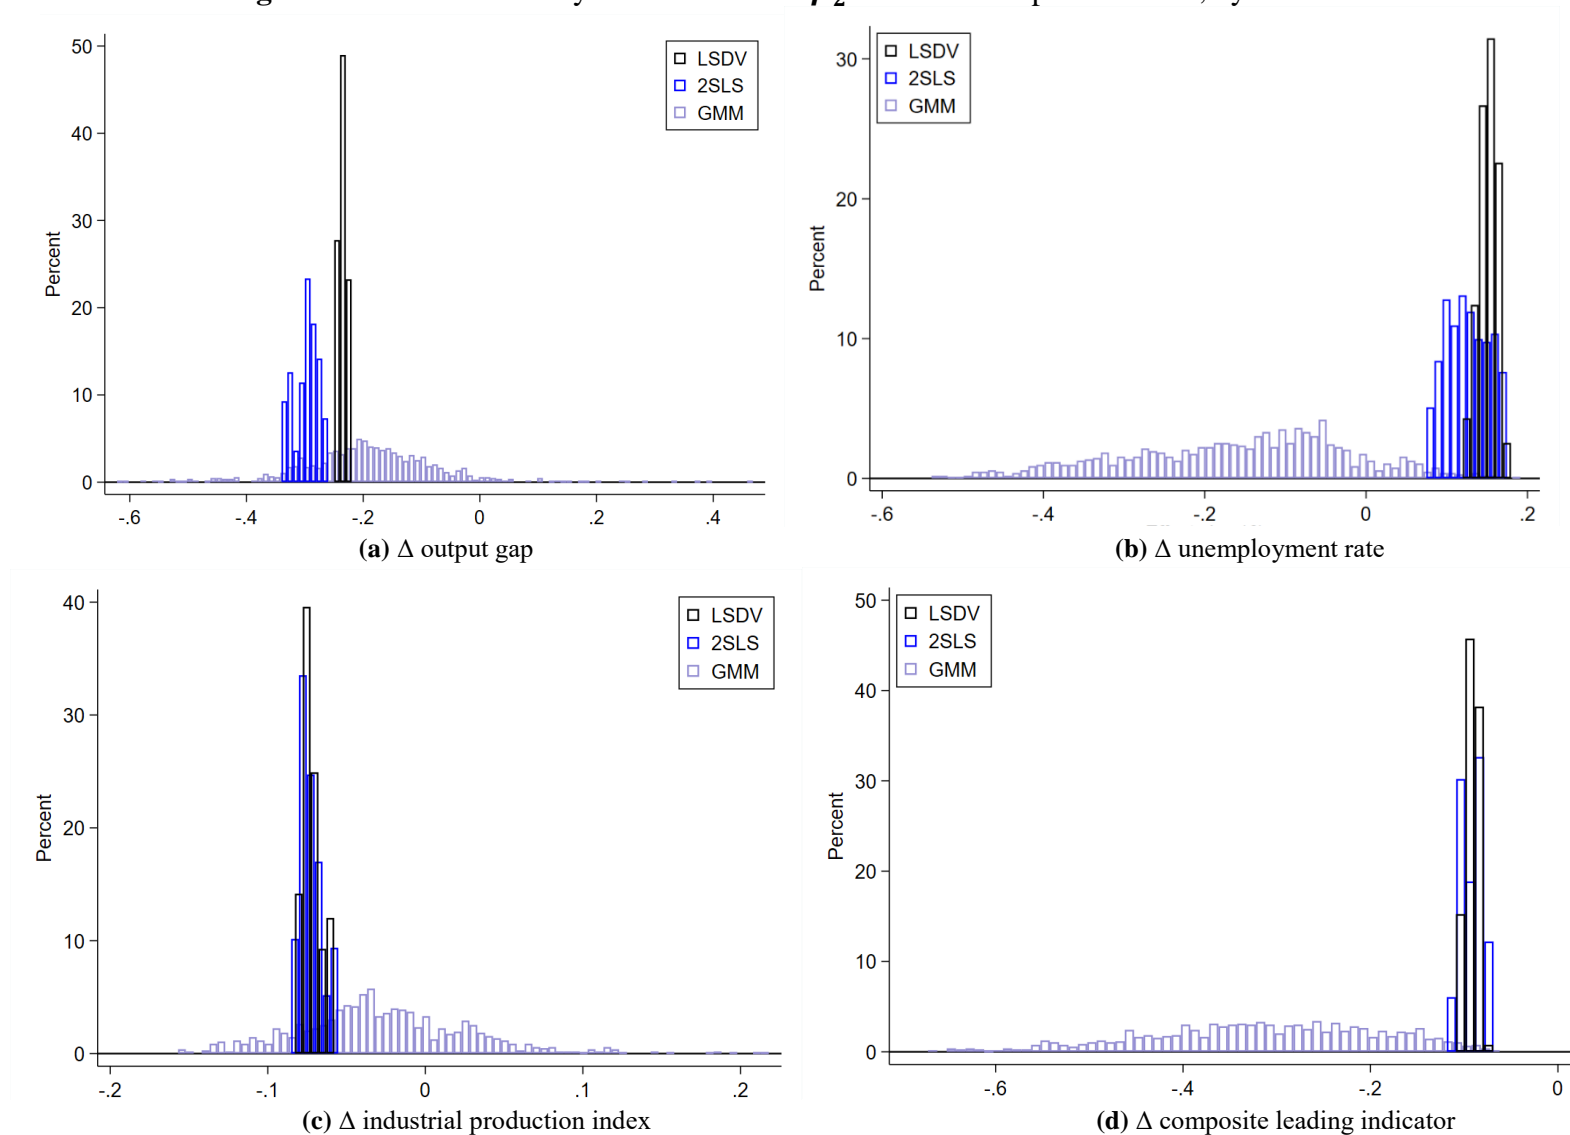 50
40
30
20
10
0
Percent
-.6 -.4 -.2 0 .2 .4
LSDV
2SLS
GMM
(a) Δ output gap
30
20
10
0
Percent
-.6 -.4 -.2 0 .2
LSDV
2SLS
GMM
(b) Δ unemployment rate
40
30
20
10
0
Percent
-.2 -.1 0 .1 .2
LSDV
2SLS
GMM
(c) Δ industrial production index
50
40
30
20
10
0
Percent
-.6 -.4 -.2 0
LSDV
2SLS
GMM
(d) Δ composite leading indicator